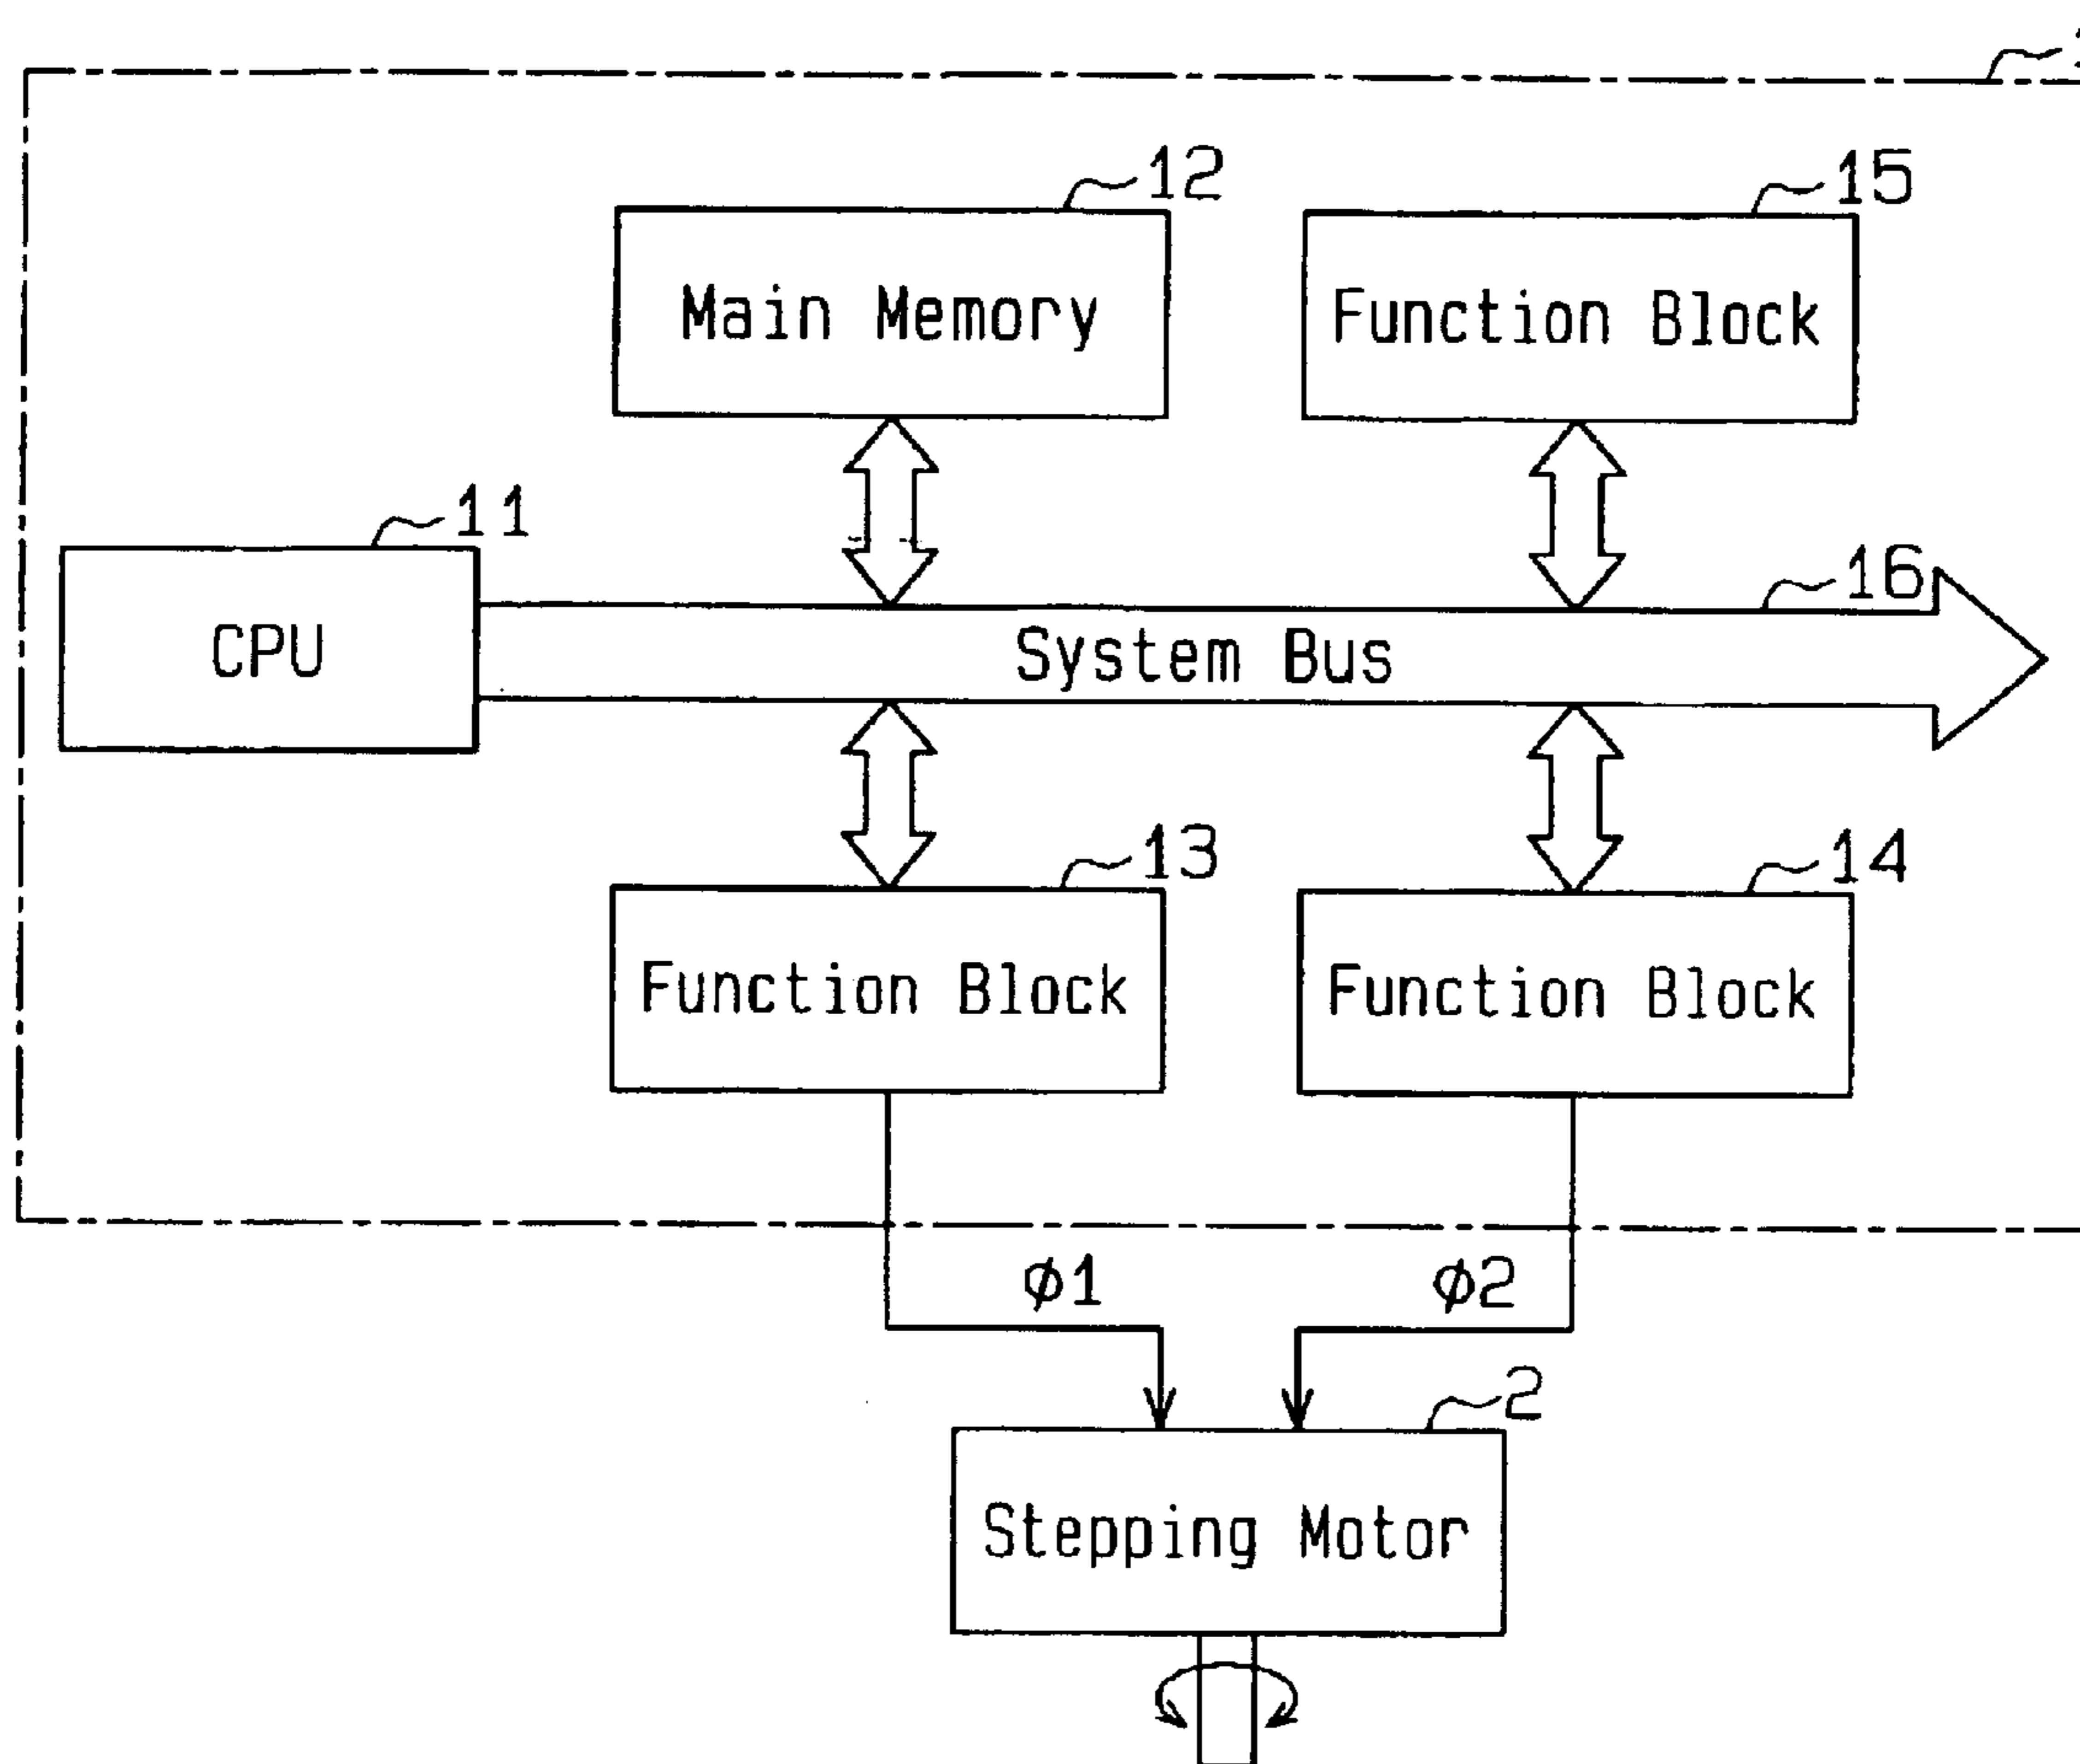 12
15
Main Memory
Function Block
11
16
CPU
System Bus
13
14
Function Block
Function Block
φ1
φ2
2
Stepping Motor